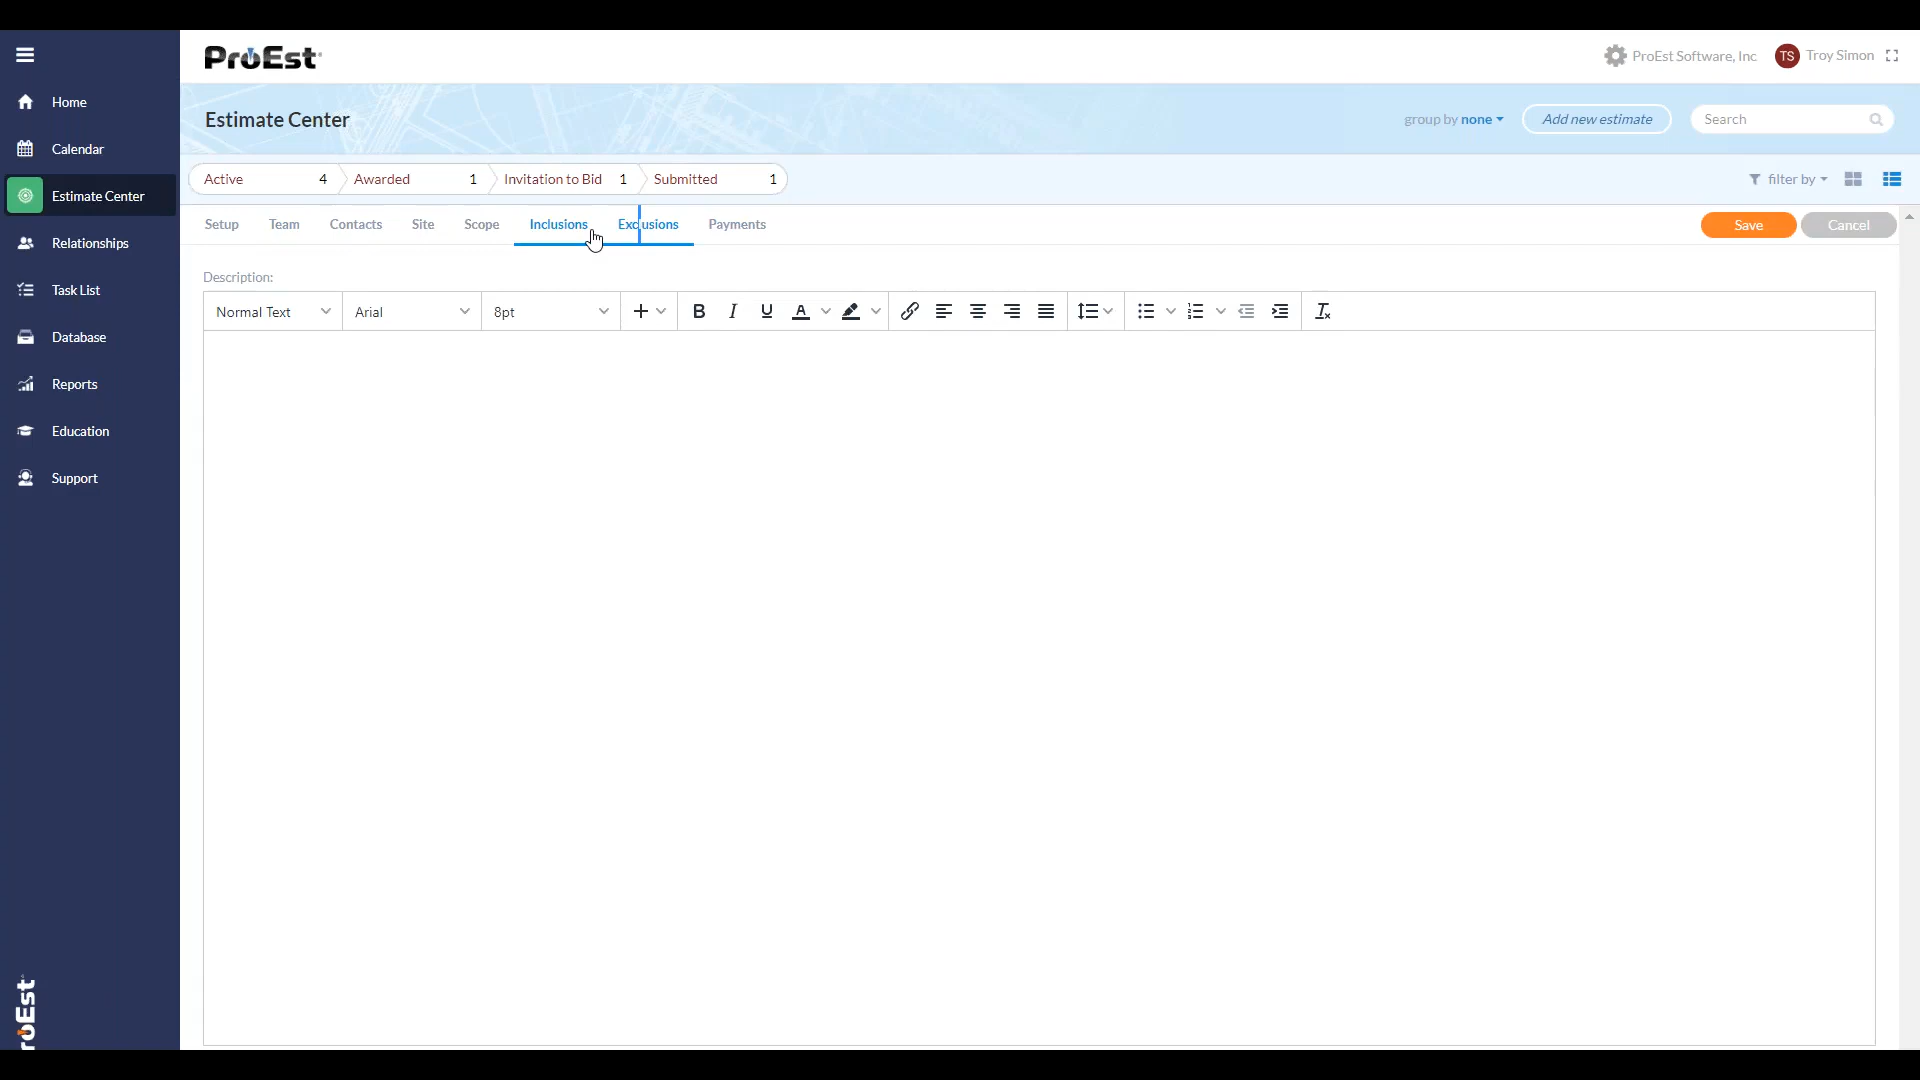 ProEst
ProEst Software, Inc
TS
Troy Simon
Home
Calendar
Estimate Center
Relationships
Task List
Database
Reports
Education
Support
Estimate Center
group by none
Add new estimate
Search
Active 4
Awarded 1
Invitation to Bid 1
Submitted 1
filter by
Setup
Team
Contacts
Site
Scope
Inclusions
Exclusions
Payments
Save
Cancel
Description:
Normal Text
Arial
8pt
B
I
U
A
roEst